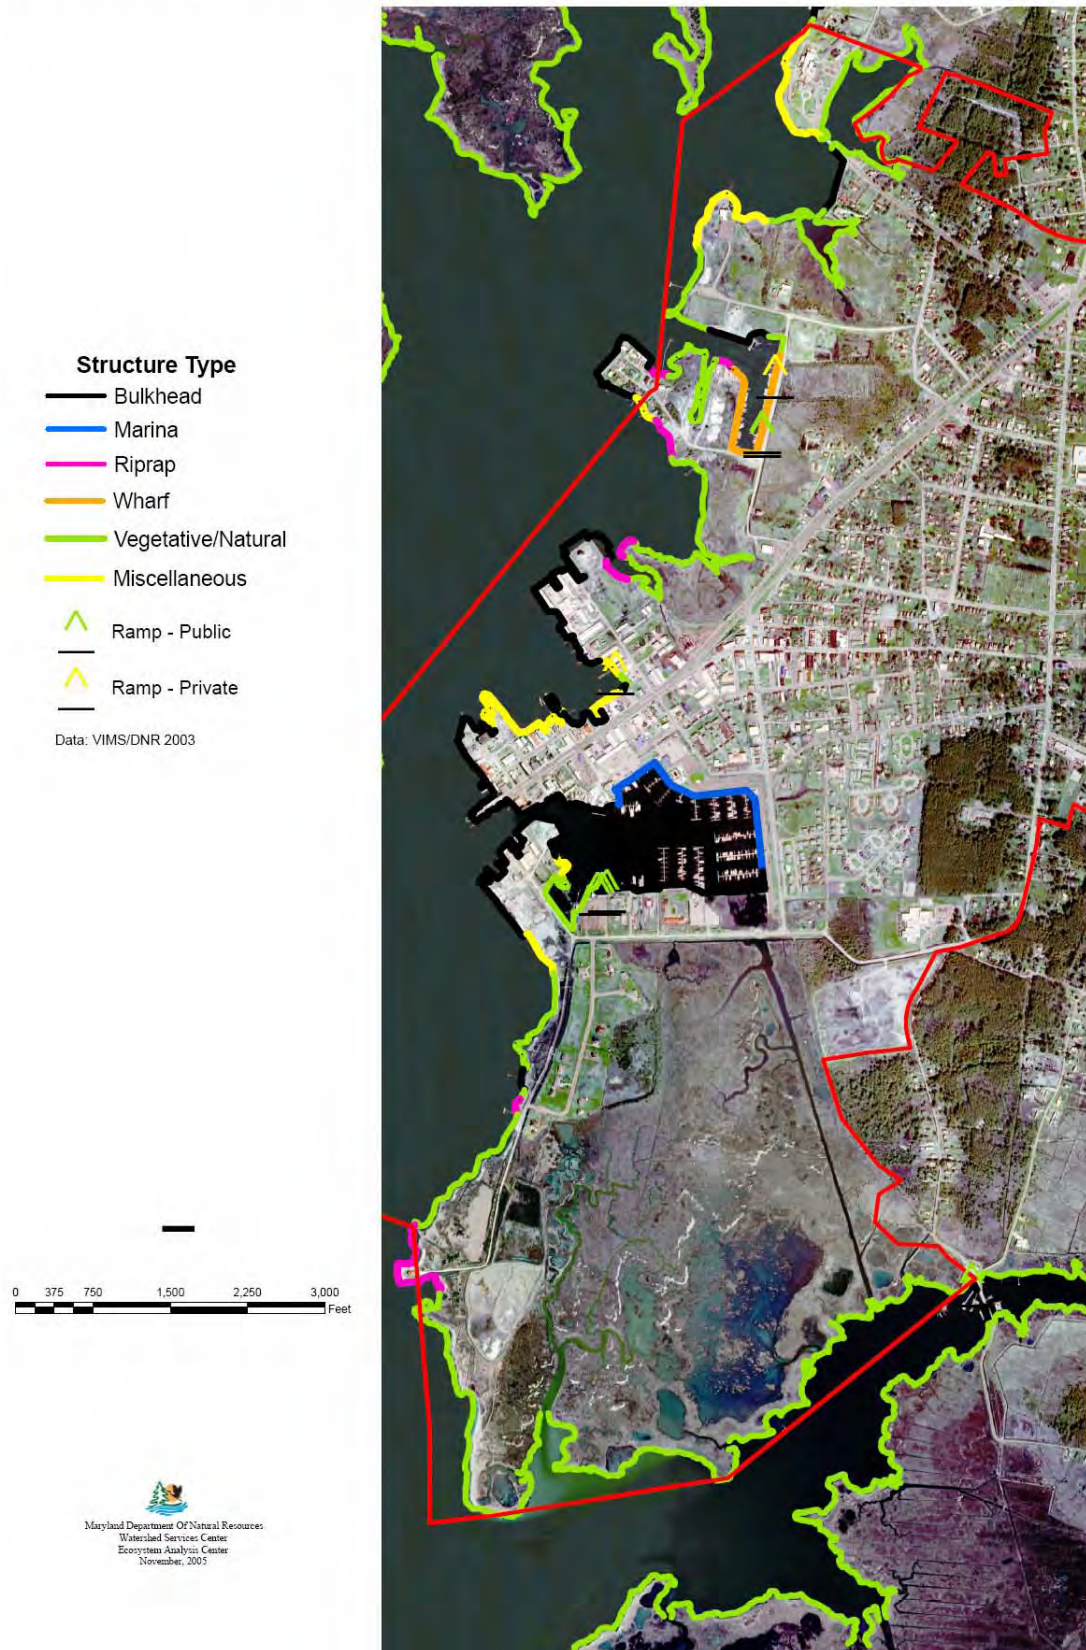 Structure Type
Bulkhead
Marina
Riprap
Wharf
Vegetative/Natural
Miscellaneous
Ramp - Public
Ramp - Private
Data: VIMS/DNR 2003
0 375 750 1,500 2,250 3,000
Feet
Maryland Department Of Natural Resources
Watershed Services Center
Ecosystem Analysis Center
November, 2005